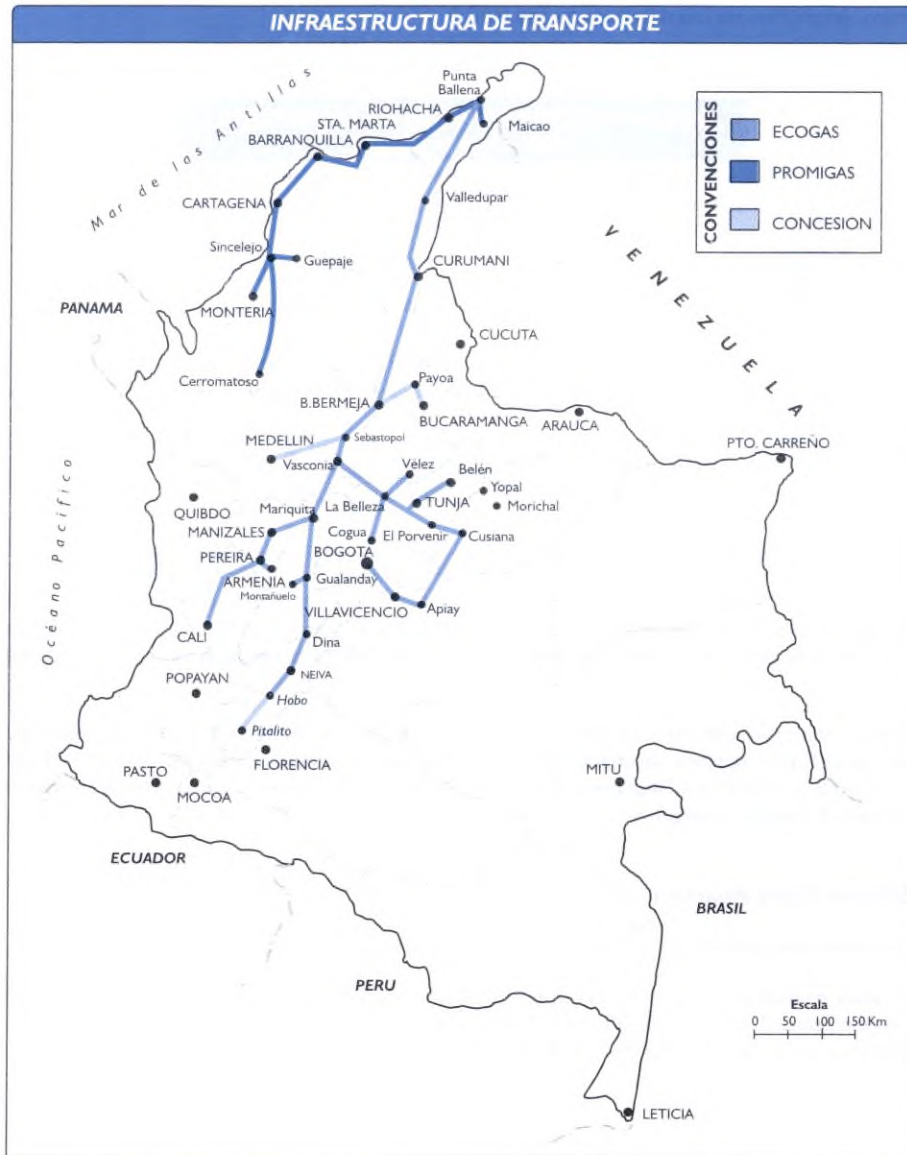 INFRAESTRUCTURA DE TRANSPORTE
Mar de las Antillas
Punta
Ballena
RIOHACHA
STA. MARTA
BARRANQUILLA
Maicao
CONVENCIONES
ECOGAS
PROMIGAS
CONCESION
CARTAGENA
Valledupar
Sincelejo
Guepaje
CURUMANI
VENEZUELA
PANAMA
MONTERIA
CUCUTA
Cerromatoso
Payoa
B.BERMEJA
BUCARAMANGA
ARAUCA
MEDELLIN
Sebastopol
PTO. CARREÑO
Vasconia
Vélez
Belén
Yopal
QUIBDO
Mariquita
La Belleza
TUNJA
Morichal
MANIZALES
Cogua
El Porvenir
Cusiana
BOGOTA
PEREIRA
ARMENIA
Gualanday
Montañuelo
VILLAVICENCIO
Apiay
Océano Pacífico
CALI
Dina
NEIVA
POPAYAN
Hobo
Pitalito
FLORENCIA
PASTO
MOCOA
MITU
ECUADOR
BRASIL
PERU
Escala
0 50 100 150 Km
LETICIA